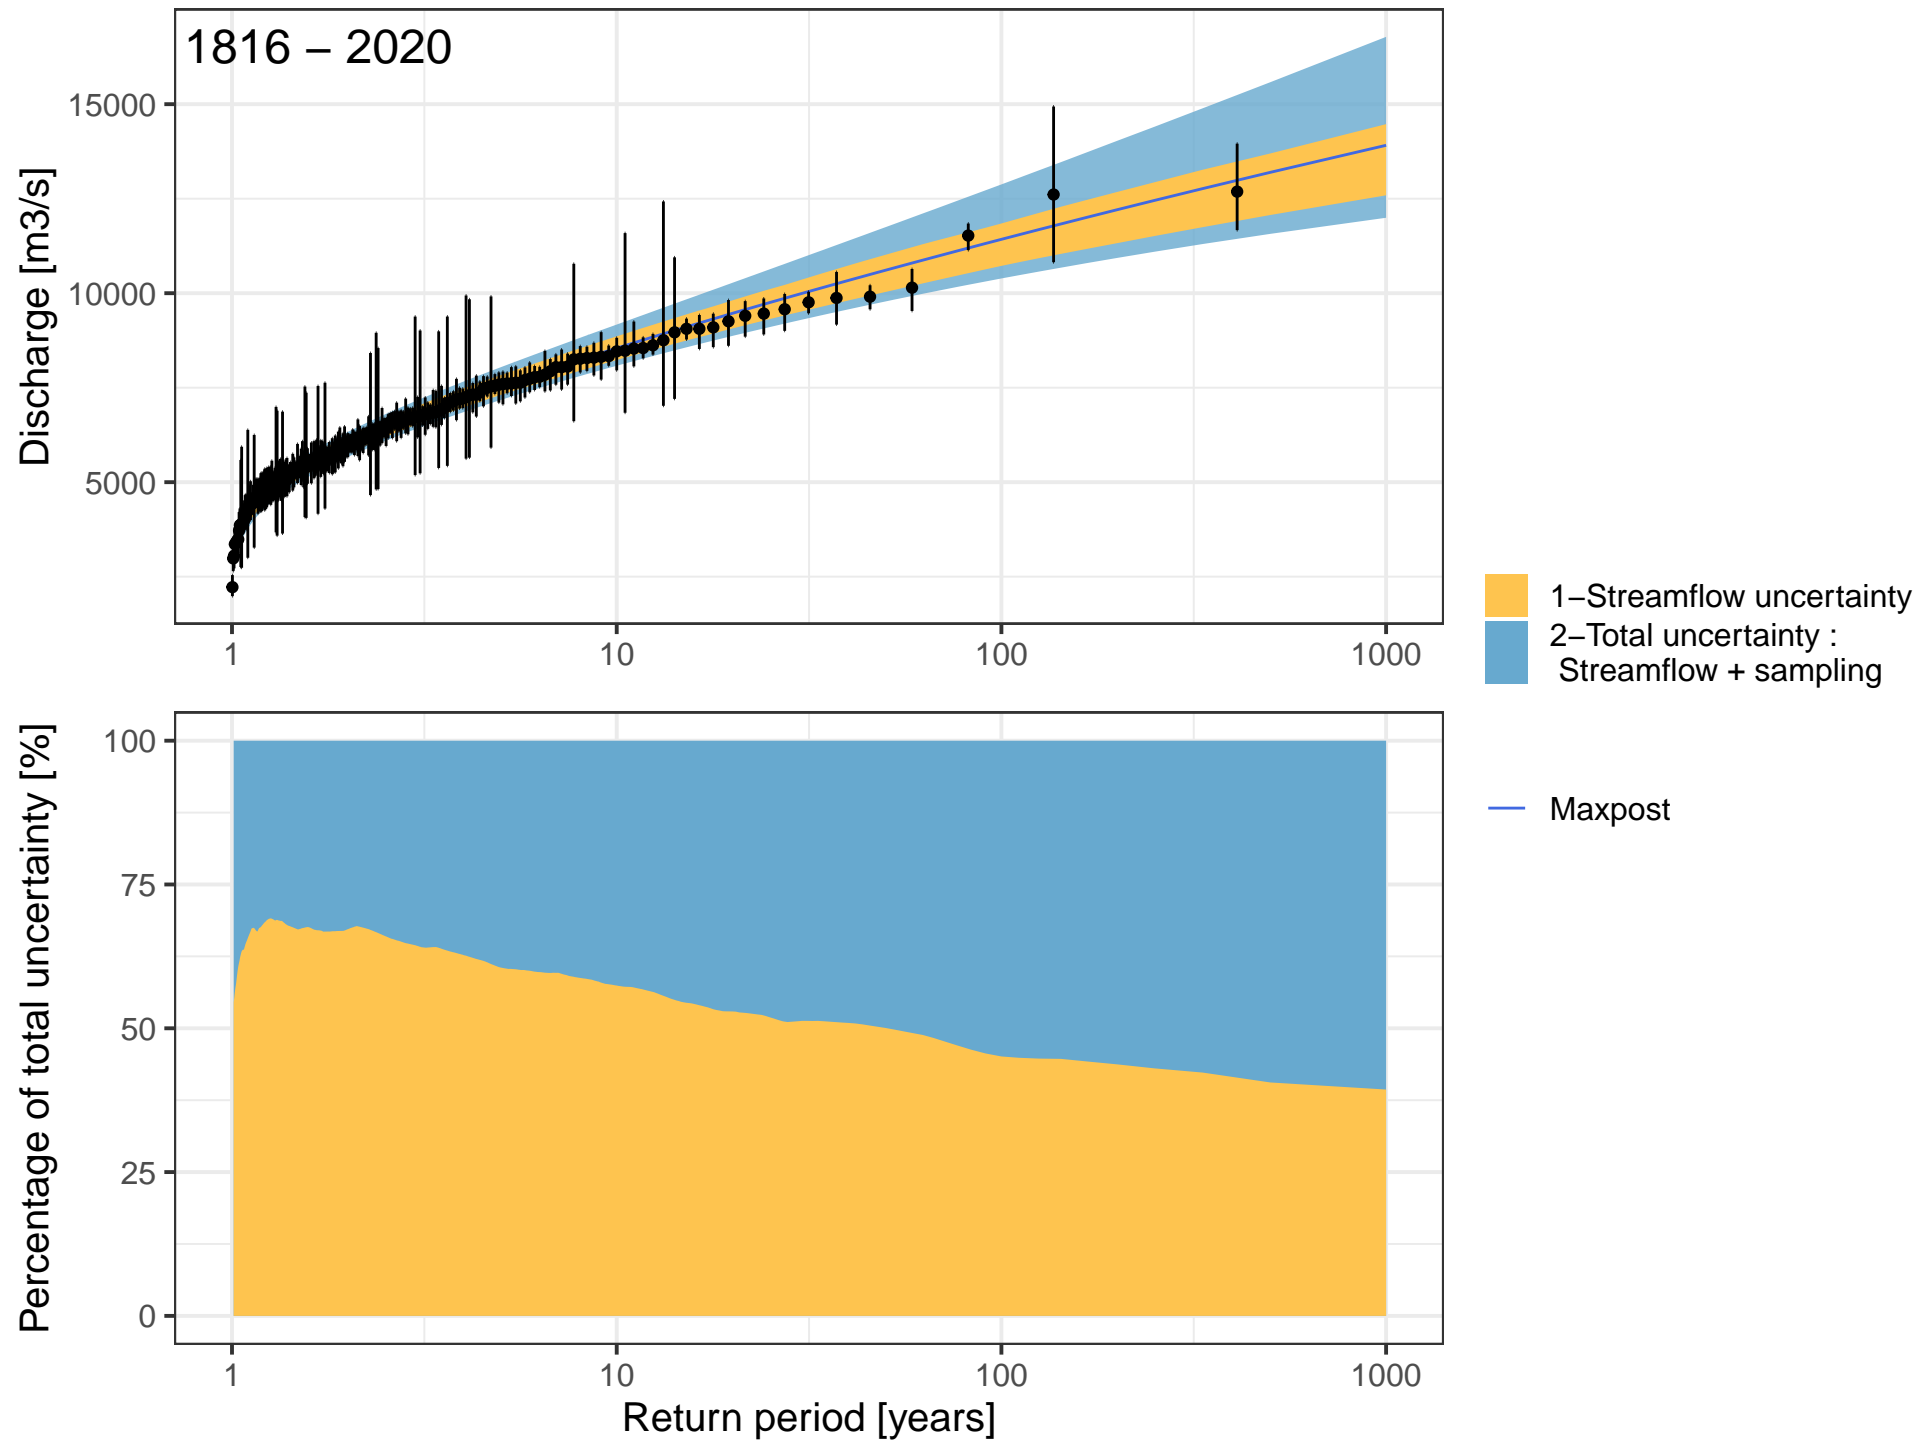 1816 – 2020
Discharge [m3/s]
15000
10000
5000
1 10 100 1000
1–Streamflow uncertainty
2–Total uncertainty :
Streamflow + sampling
Maxpost
Percentage of total uncertainty [%]
100
75
50
25
0
1 10 100 1000
Return period [years]